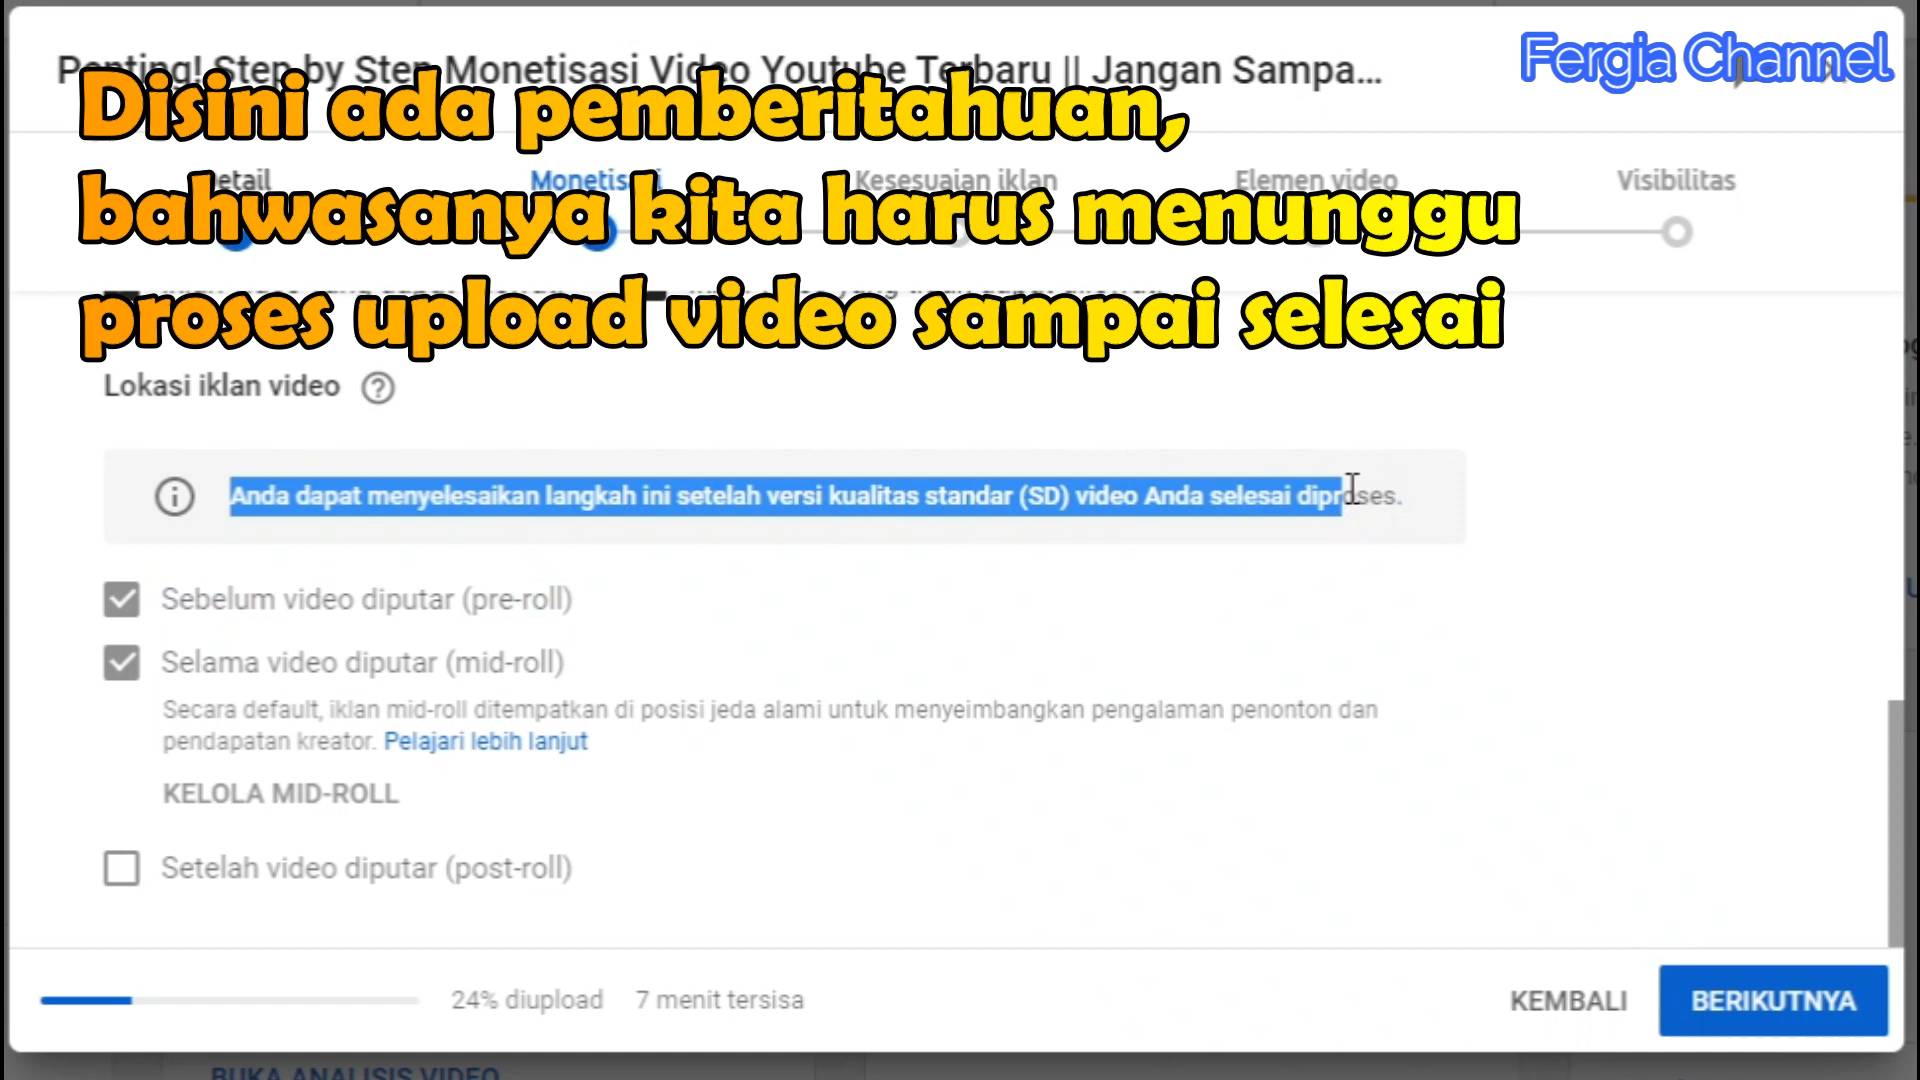 Penting! Step by Step Monetisasi Video Youtube Terbaru || Jangan Sampa...
Fergia Channel
Disini ada pemberitahuan,
bahwasanya kita harus menunggu
proses upload video sampai selesai
Detail
Monetisasi
Kesesuaian iklan
Elemen video
Visibilitas
Lokasi iklan video
Anda dapat menyelesaikan langkah ini setelah versi kualitas standar (SD) video Anda selesai diproses.
Sebelum video diputar (pre-roll)
Selama video diputar (mid-roll)
Secara default, iklan mid-roll ditempatkan di posisi jeda alami untuk menyeimbangkan pengalaman penonton dan
pendapatan kreator. Pelajari lebih lanjut
KELOLA MID-ROLL
Setelah video diputar (post-roll)
24% diupload
7 menit tersisa
KEMBALI
BERIKUTNYA
BUKA ANALISIS VIDEO